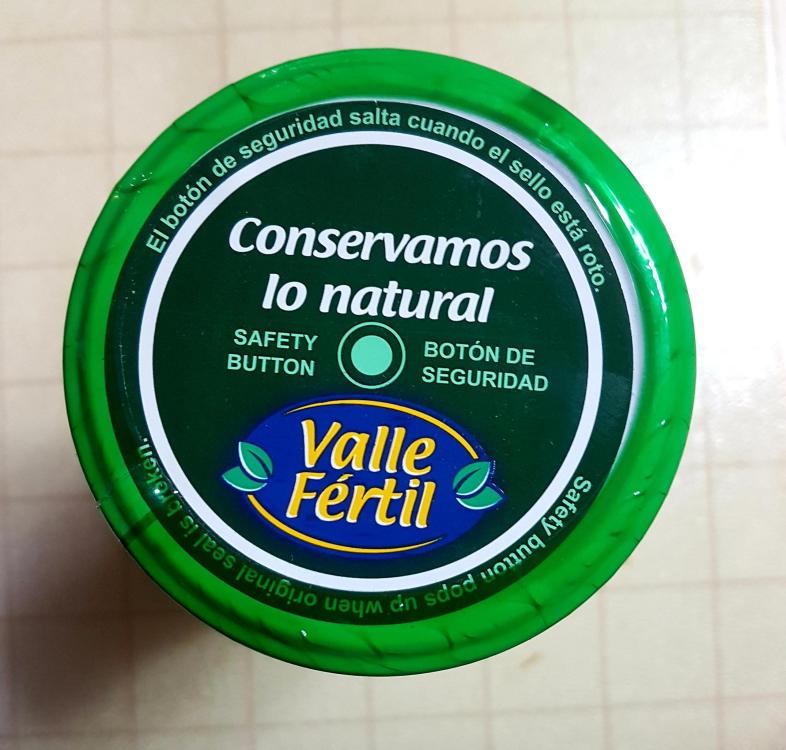 El botón de seguridad salta cuando el sello está roto.
Conservamos
lo natural
SAFETY
BUTTON
BOTÓN DE
SEGURIDAD
Valle
Fértil
Safety button pops up when original seal is broken.